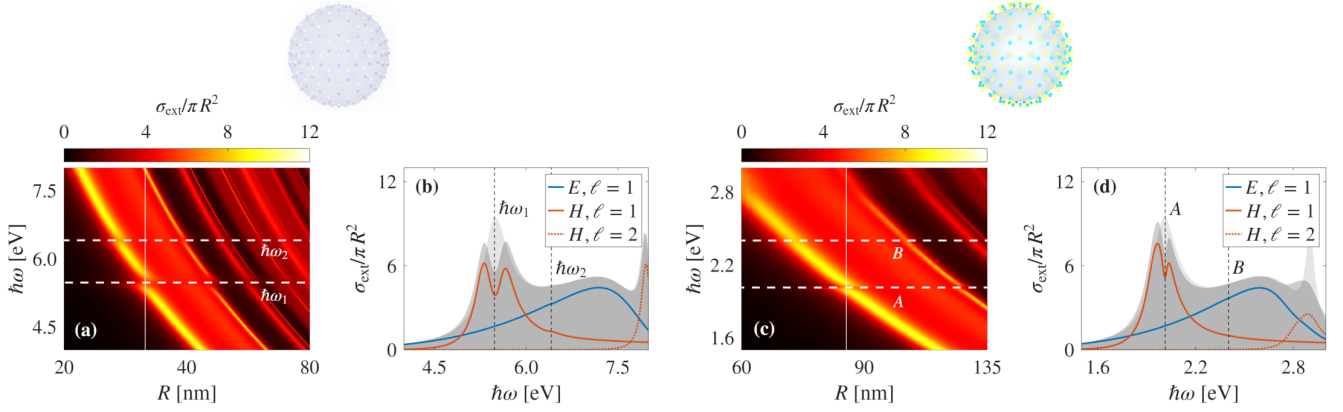 σext/πR²
0 4 8 12
7.5
6.0
4.5
ħω [eV]
ħω₂
ħω₁
(a)
20 40 60 80
R [nm]
(b)
E, ℓ = 1
H, ℓ = 1
H, ℓ = 2
ħω₁
ħω₂
12
6
0
σext/πR²
4.5 6.0 7.5
ħω [eV]
σext/πR²
0 4 8 12
2.8
2.2
1.6
ħω [eV]
B
A
(c)
60 90 135
R [nm]
(d)
E, ℓ = 1
H, ℓ = 1
H, ℓ = 2
A
B
12
6
0
σext/πR²
1.6 2.2 2.8
ħω [eV]